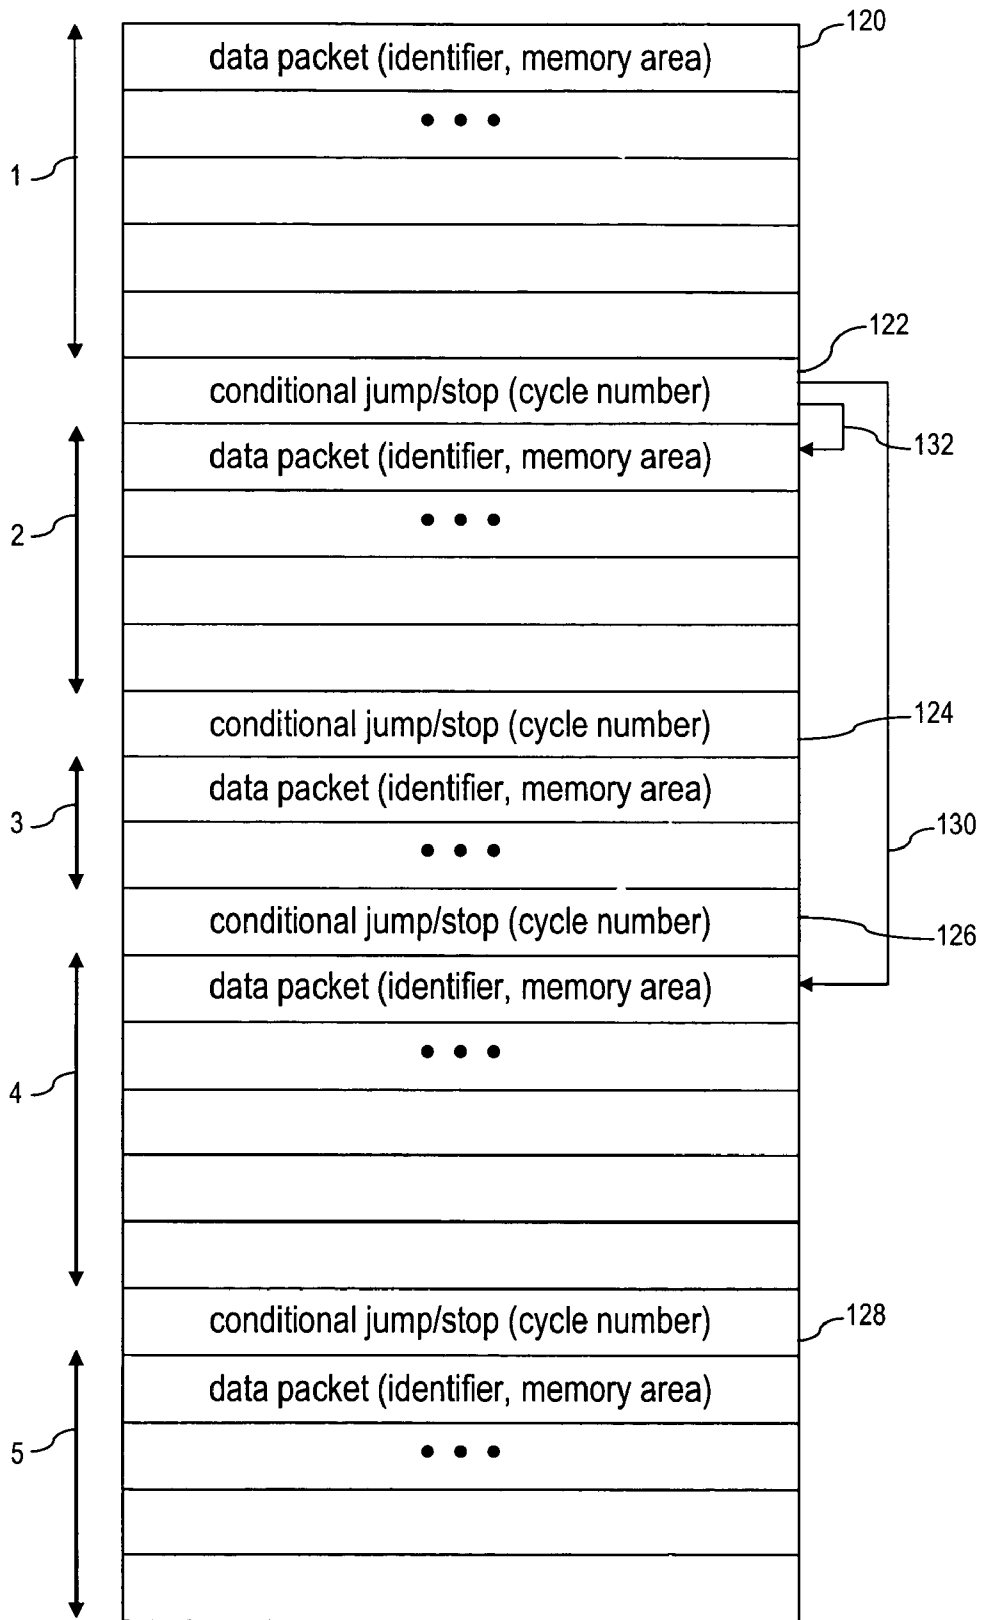 120
data packet (identifier, memory area)
• • •
1
122
conditional jump/stop (cycle number)
132
data packet (identifier, memory area)
• • •
2
124
conditional jump/stop (cycle number)
data packet (identifier, memory area)
3
130
• • •
conditional jump/stop (cycle number)
126
data packet (identifier, memory area)
• • •
4
conditional jump/stop (cycle number)
128
data packet (identifier, memory area)
• • •
5